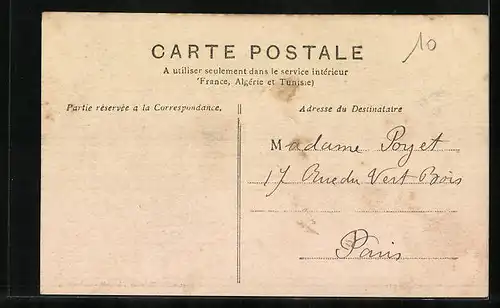 CARTE POSTALE
10
A utiliser seulement dans le service intérieur
(France, Algérie et Tunisie)
Partie réservée a la Correspondance.
Adresse du Destinataire
Madame Poyet
17 Rue du Vert Bois
Paris